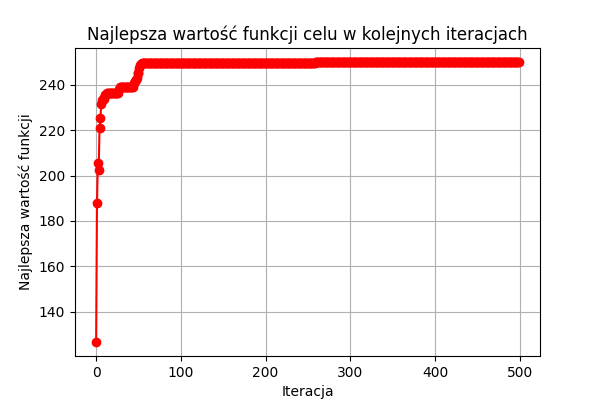 Najlepsza wartość funkcji celu w kolejnych iteracjach
Najlepsza wartość funkcji
240
220
200
180
160
140
0 100 200 300 400 500
Iteracja